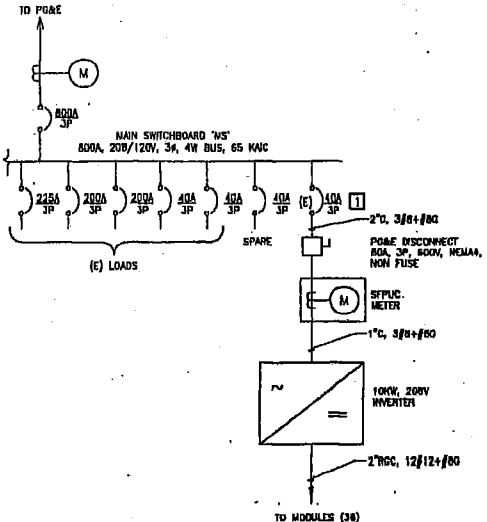 TO PG&E
M
800A
3P
MAIN SWITCHBOARD "MS"
800A, 208/120V, 3ø, 4W BUS, 65 KAIC
225A
3P
200A
3P
200A
3P
40A
3P
40A
3P
40A
3P
(E)
40A
3P
1
2"C, 3#8+#8G
(E) LOADS
SPARE
PG&E DISCONNECT
60A, 3P, 600V, NEMA4,
NON FUSE
M
SFPUC
METER
1"C, 3#8+#8G
10KW, 208V
INVERTER
2"RGC, 12#12+#8G
TO MODULES (36)